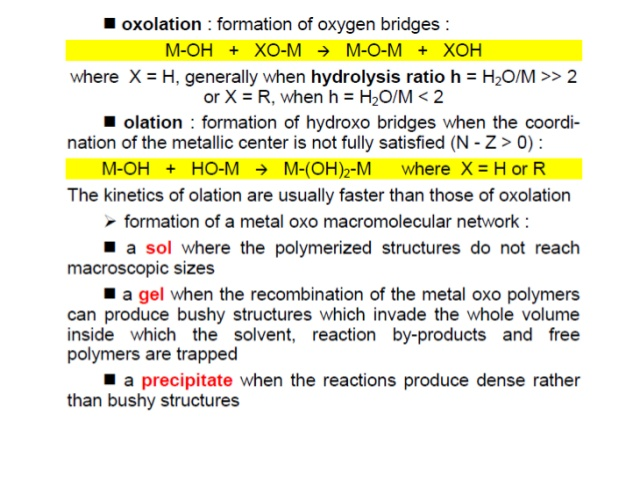 ■ oxolation : formation of oxygen bridges :
M-OH + XO-M → M-O-M + XOH
where X = H, generally when hydrolysis ratio h = H₂O/M >> 2
or X = R, when h = H₂O/M < 2
■ olation : formation of hydroxo bridges when the coordi-
nation of the metallic center is not fully satisfied (N - Z > 0) :
M-OH + HO-M → M-(OH)₂-M where X = H or R
The kinetics of olation are usually faster than those of oxolation
➢ formation of a metal oxo macromolecular network :
■ a sol where the polymerized structures do not reach
macroscopic sizes
■ a gel when the recombination of the metal oxo polymers
can produce bushy structures which invade the whole volume
inside which the solvent, reaction by-products and free
polymers are trapped
■ a precipitate when the reactions produce dense rather
than bushy structures